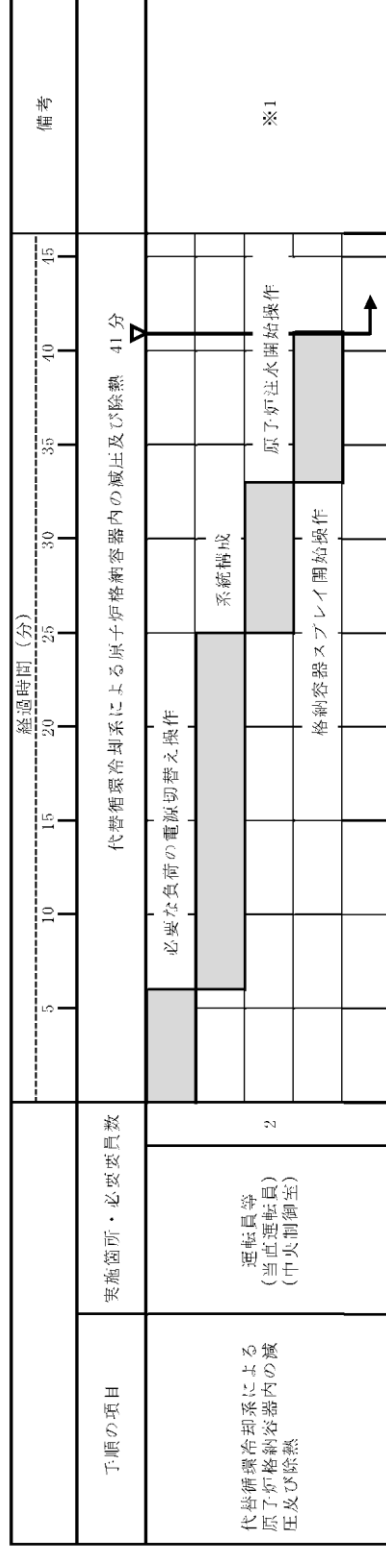 手順の項目
実施箇所・必要要員数
経過時間（分）
備考
5
10
15
20
25
30
35
40
45
代替循環冷却系による原子炉格納容器内の減圧及び除熱　41 分
代替循環冷却系による
原子炉格納容器内の減
圧及び除熱
運転員等
(当直運転員)
(中央制御室)
2
必要な負荷の電源切替え操作
系統構成
原子炉注水開始操作
格納容器スプレイ開始操作
※1